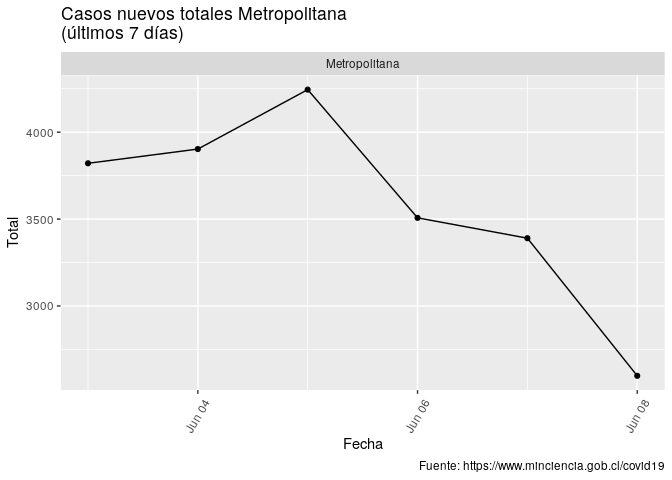 Casos nuevos totales Metropolitana
(últimos 7 días)
Metropolitana
Total
4000
3500
3000
Jun 04
Jun 06
Jun 08
Fecha
Fuente: https://www.minciencia.gob.cl/covid19